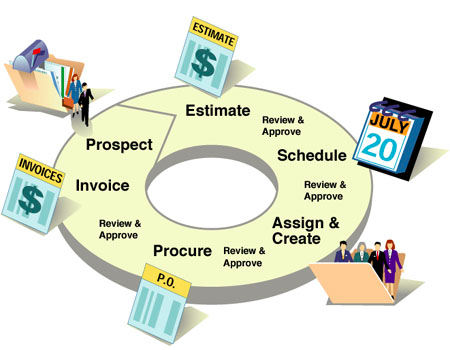 ESTIMATE
$
Estimate
Review &
Approve
JULY
20
Schedule
Review &
Approve
Assign &
Create
Review &
Approve
Procure
P.O.
Review &
Approve
Invoice
INVOICES
$
Prospect